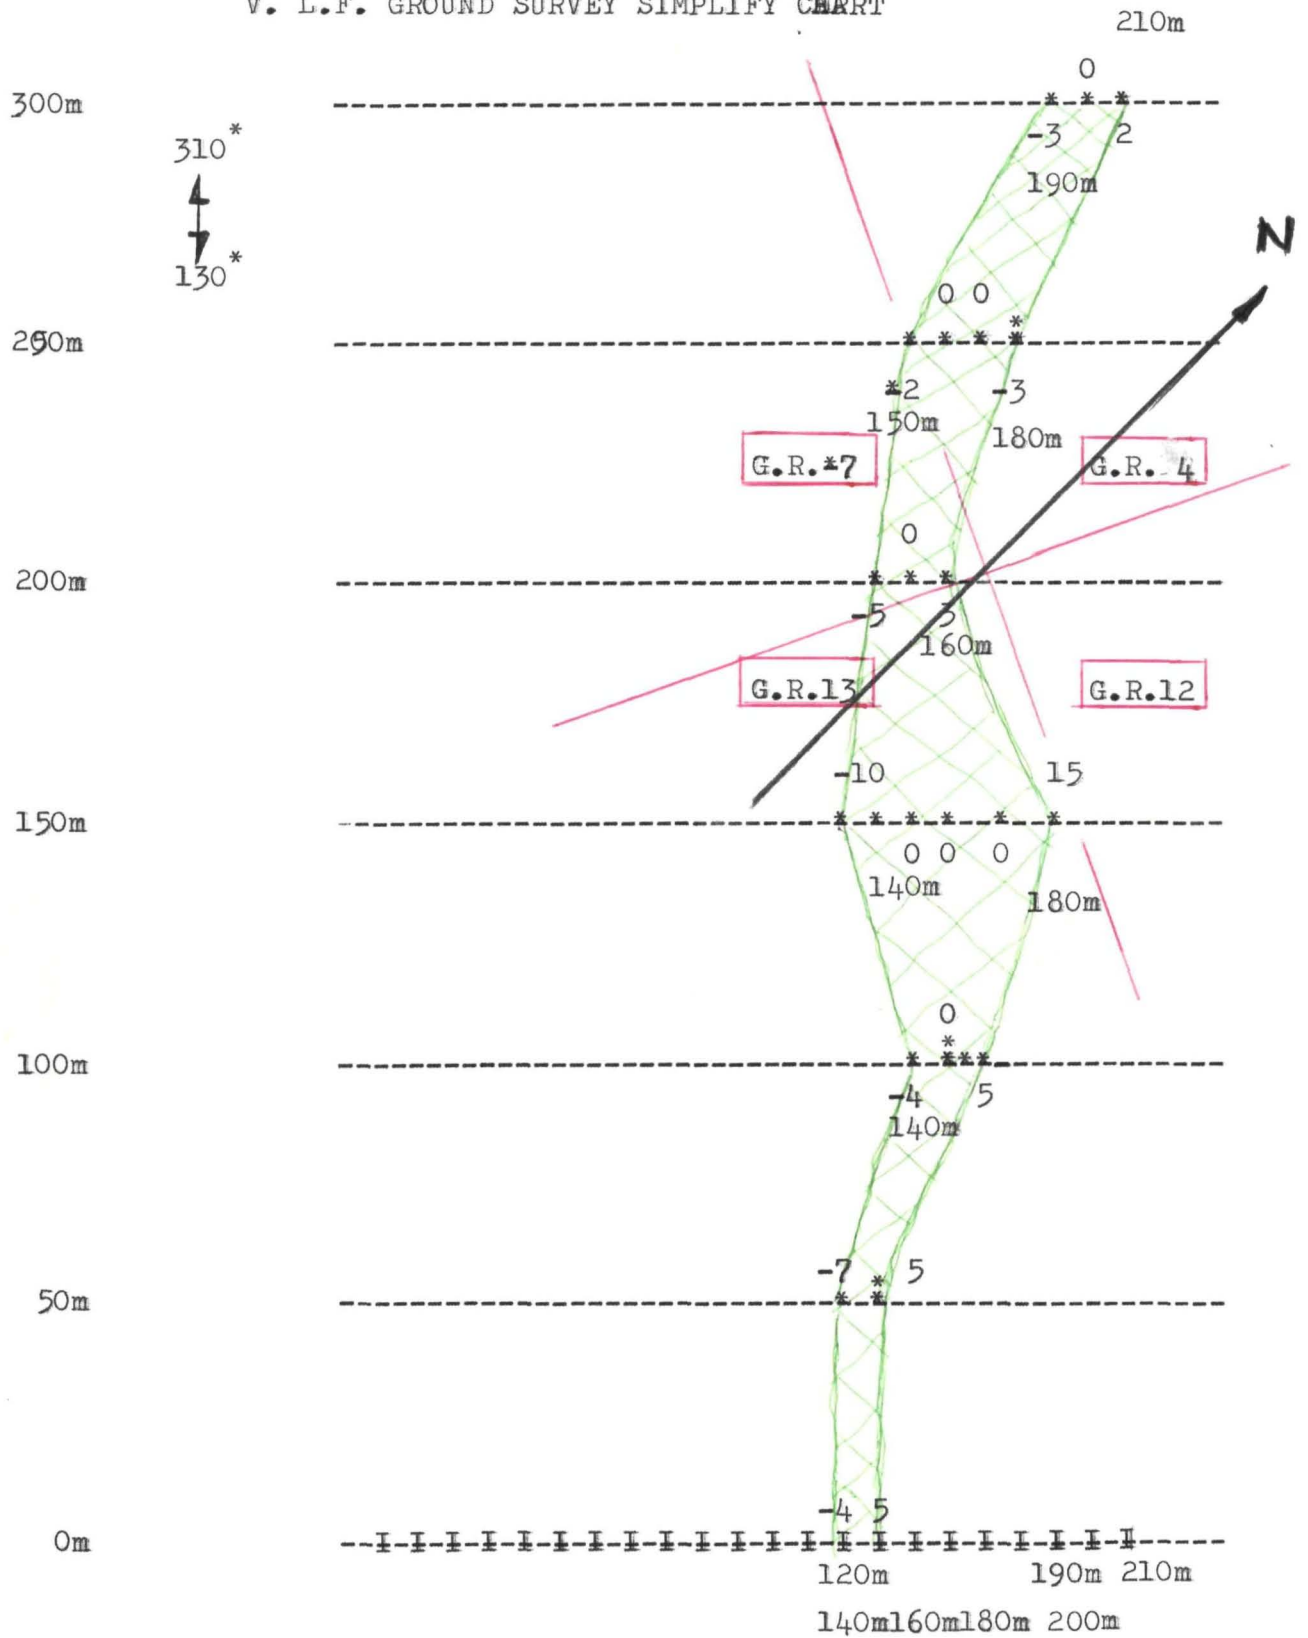 V. L.F. GROUND SURVEY SIMPLIFY CHART
210m
0
300m * * *
310* -3 2
190m
130*
N
0 0
250m * * * *
*
*2 -3
150m
180m
G.R.*7 G.R. 4
0
200m * * *
-5 3
160m
G.R.13 G.R.12
-10 15
150m * * * * * *
0 0 0
140m
180m
0
*
100m * * * *
-4 5
140m
-7 * 5
50m * *
-4 5
0m I I I I I I I I I I I I I I I I I I I I I I
120m 190m 210m
140m160m180m 200m